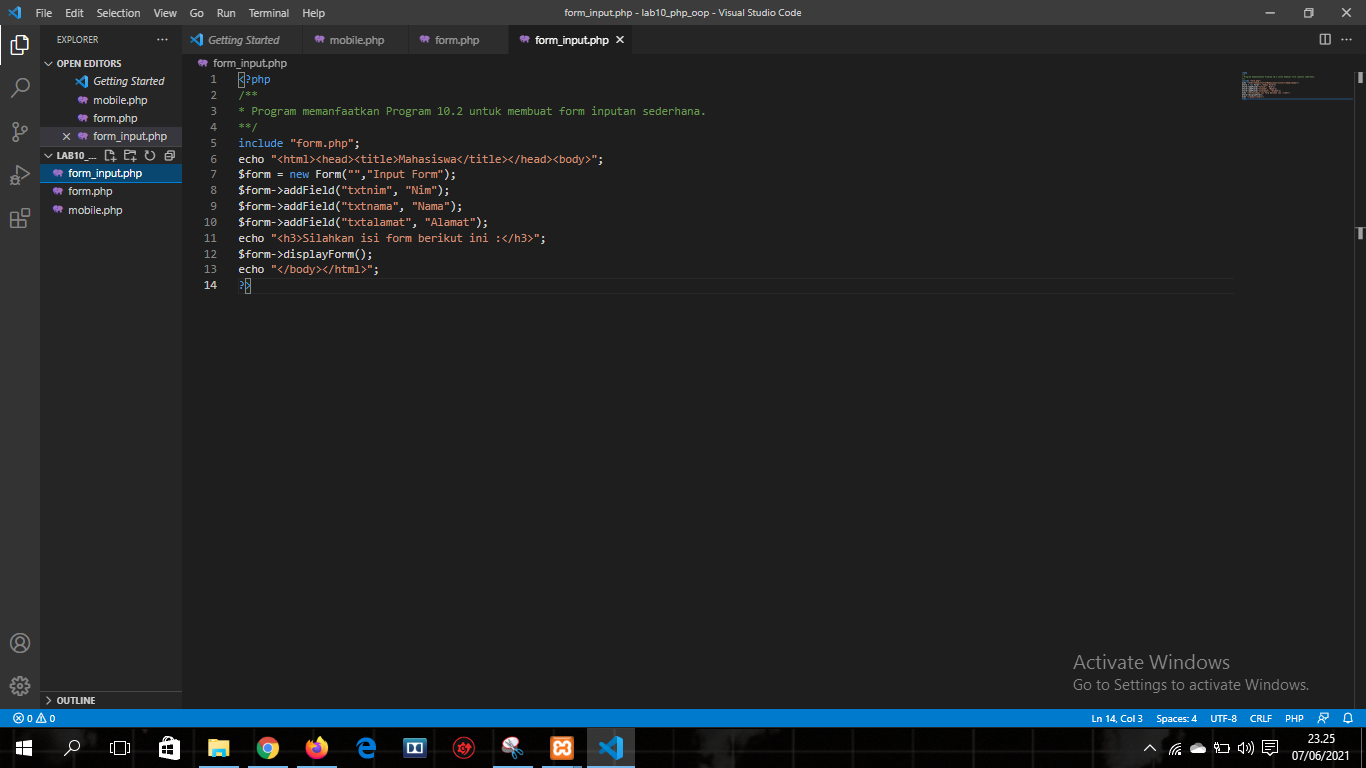 File Edit Selection View Go Run Terminal Help
form_input.php - lab10_php_oop - Visual Studio Code
EXPLORER
OPEN EDITORS
Getting Started
mobile.php
form.php
form_input.php
LAB10_...
form_input.php
form.php
mobile.php
OUTLINE
Getting Started mobile.php form.php form_input.php
form_input.php
1 <?php
2 /**
3 * Program memanfaatkan Program 10.2 untuk membuat form inputan sederhana.
4 **/
5 include "form.php";
6 echo "<html><head><title>Mahasiswa</title></head><body>";
7 $form = new Form("","Input Form");
8 $form->addField("txtnim", "Nim");
9 $form->addField("txtnama", "Nama");
10 $form->addField("txtalamat", "Alamat");
11 echo "<h3>Silahkan isi form berikut ini :</h3>";
12 $form->displayForm();
13 echo "</body></html>";
14 ?>
Activate Windows
Go to Settings to activate Windows.
0 0
Ln 14, Col 3 Spaces: 4 UTF-8 CRLF PHP
23.25
07/06/2021